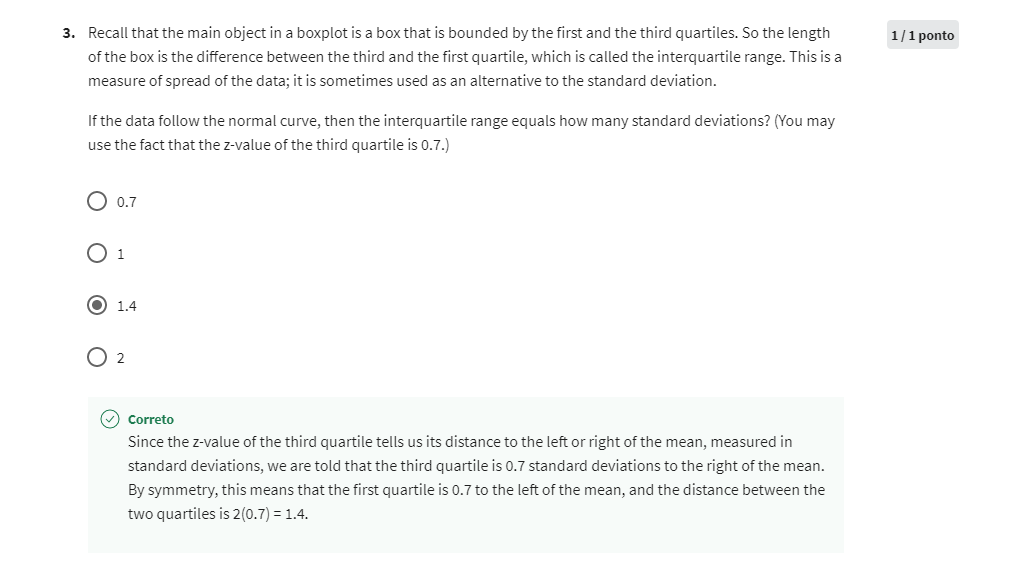 3. Recall that the main object in a boxplot is a box that is bounded by the first and the third quartiles. So the length
1 / 1 ponto
of the box is the difference between the third and the first quartile, which is called the interquartile range. This is a
measure of spread of the data; it is sometimes used as an alternative to the standard deviation.
If the data follow the normal curve, then the interquartile range equals how many standard deviations? (You may
use the fact that the z-value of the third quartile is 0.7.)
0.7
1
1.4
2
Correto
Since the z-value of the third quartile tells us its distance to the left or right of the mean, measured in
standard deviations, we are told that the third quartile is 0.7 standard deviations to the right of the mean.
By symmetry, this means that the first quartile is 0.7 to the left of the mean, and the distance between the
two quartiles is 2(0.7) = 1.4.